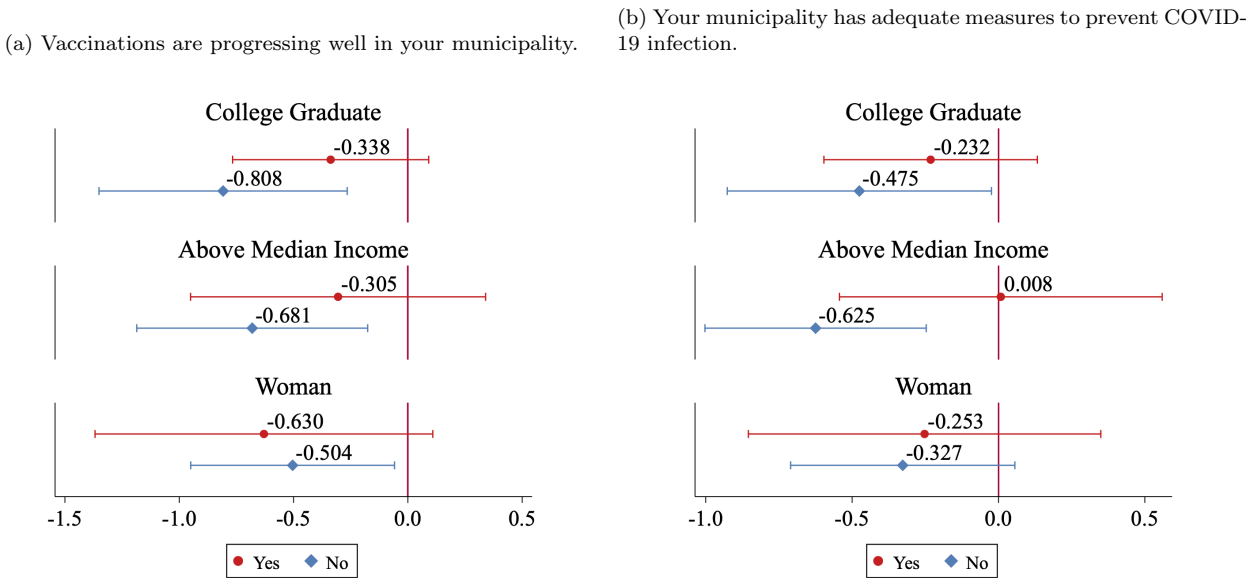 (a) Vaccinations are progressing well in your municipality.
College Graduate
-0.338
-0.808
Above Median Income
-0.305
-0.681
Woman
-0.630
-0.504
-1.5 -1.0 -0.5 0.0 0.5
Yes No
(b) Your municipality has adequate measures to prevent COVID-
19 infection.
College Graduate
-0.232
-0.475
Above Median Income
0.008
-0.625
Woman
-0.253
-0.327
-1.0 -0.5 0.0 0.5
Yes No